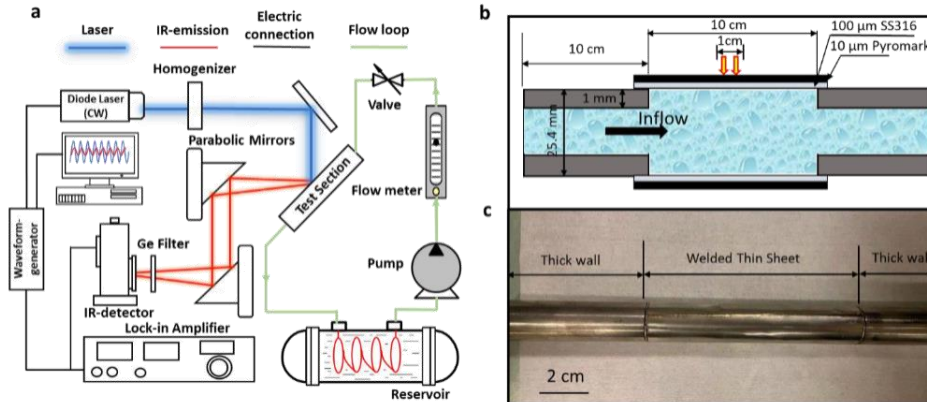 a
Laser
IR-emission
Electric
connection
Flow loop
Homogenizer
Diode Laser
(CW)
Valve
Parabolic Mirrors
Test Section
Flow meter
Waveform-
generator
Ge Filter
Pump
IR-detector
Lock-in Amplifier
Reservoir
b
10 cm
10 cm
1cm
100 µm SS316
10 µm Pyromark
1 mm
Inflow
25.4 mm
c
Thick wall
Welded Thin Sheet
Thick wal
2 cm